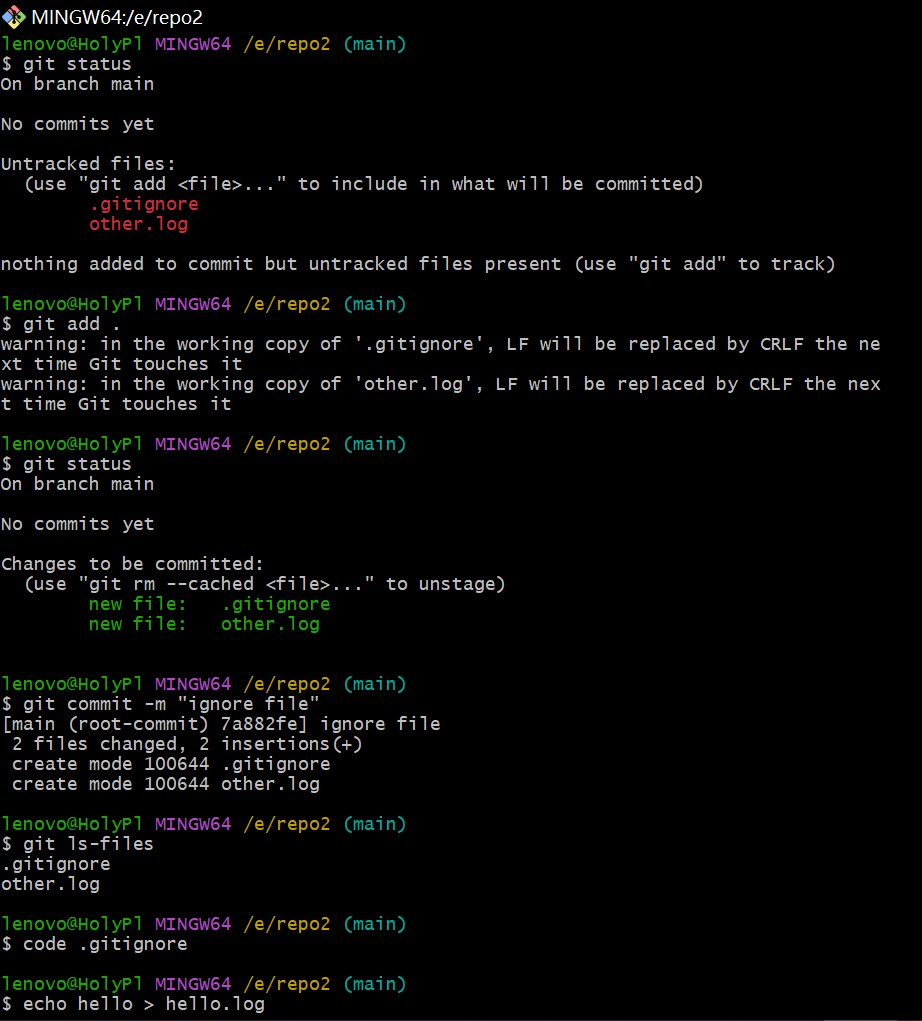 MINGW64:/e/repo2
lenovo@HolyPl MINGW64 /e/repo2 (main)
$ git status
On branch main
No commits yet
Untracked files:
  (use "git add <file>..." to include in what will be committed)
        .gitignore
        other.log
nothing added to commit but untracked files present (use "git add" to track)
lenovo@HolyPl MINGW64 /e/repo2 (main)
$ git add .
warning: in the working copy of '.gitignore', LF will be replaced by CRLF the ne
xt time Git touches it
warning: in the working copy of 'other.log', LF will be replaced by CRLF the nex
t time Git touches it
lenovo@HolyPl MINGW64 /e/repo2 (main)
$ git status
On branch main
No commits yet
Changes to be committed:
  (use "git rm --cached <file>..." to unstage)
        new file:   .gitignore
        new file:   other.log
lenovo@HolyPl MINGW64 /e/repo2 (main)
$ git commit -m "ignore file"
[main (root-commit) 7a882fe] ignore file
 2 files changed, 2 insertions(+)
 create mode 100644 .gitignore
 create mode 100644 other.log
lenovo@HolyPl MINGW64 /e/repo2 (main)
$ git ls-files
.gitignore
other.log
lenovo@HolyPl MINGW64 /e/repo2 (main)
$ code .gitignore
lenovo@HolyPl MINGW64 /e/repo2 (main)
$ echo hello > hello.log